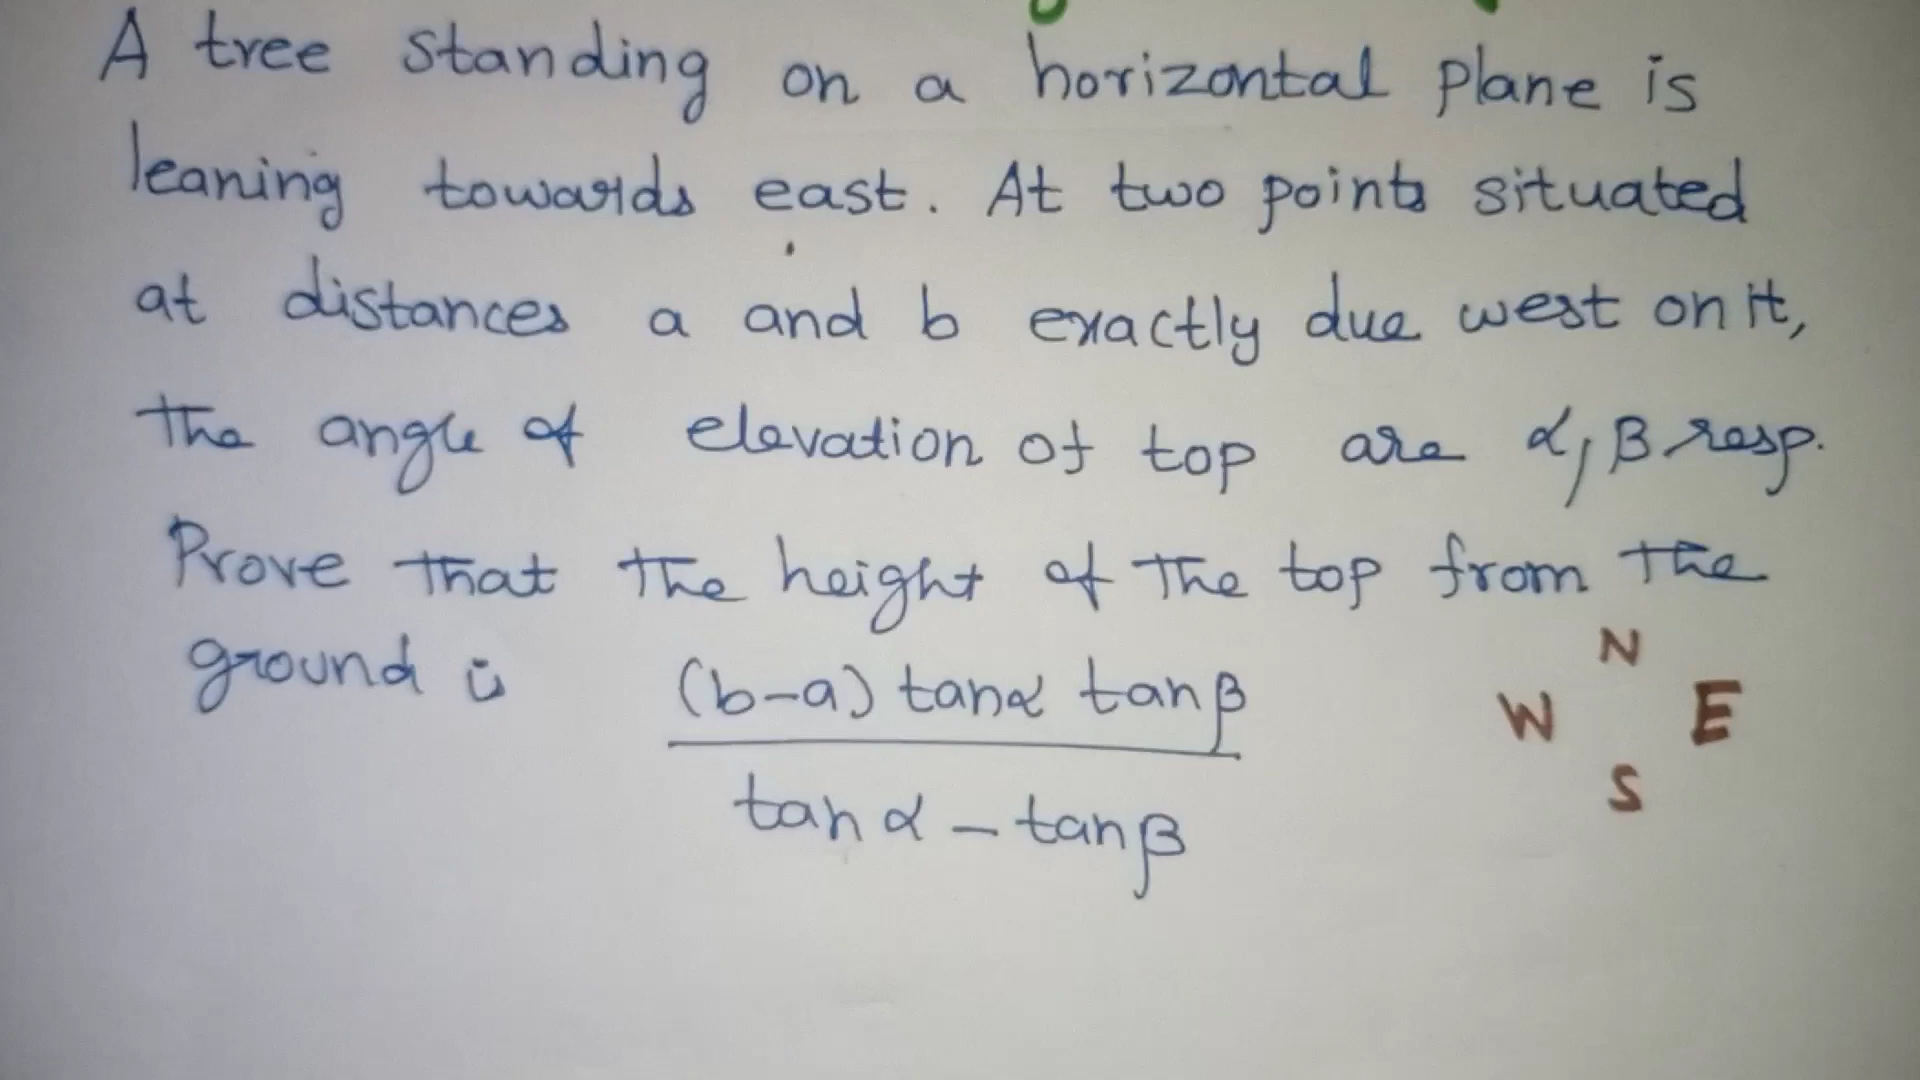 A tree standing on a horizontal plane is
leaning towards east. At two points situated
at distances a and b exactly due west on it,
the angle of elevation of top are α, β resp.
Prove that the height of the top from the
ground is (b-a) tanα tanβ
tanα - tanβ
N
W E
S